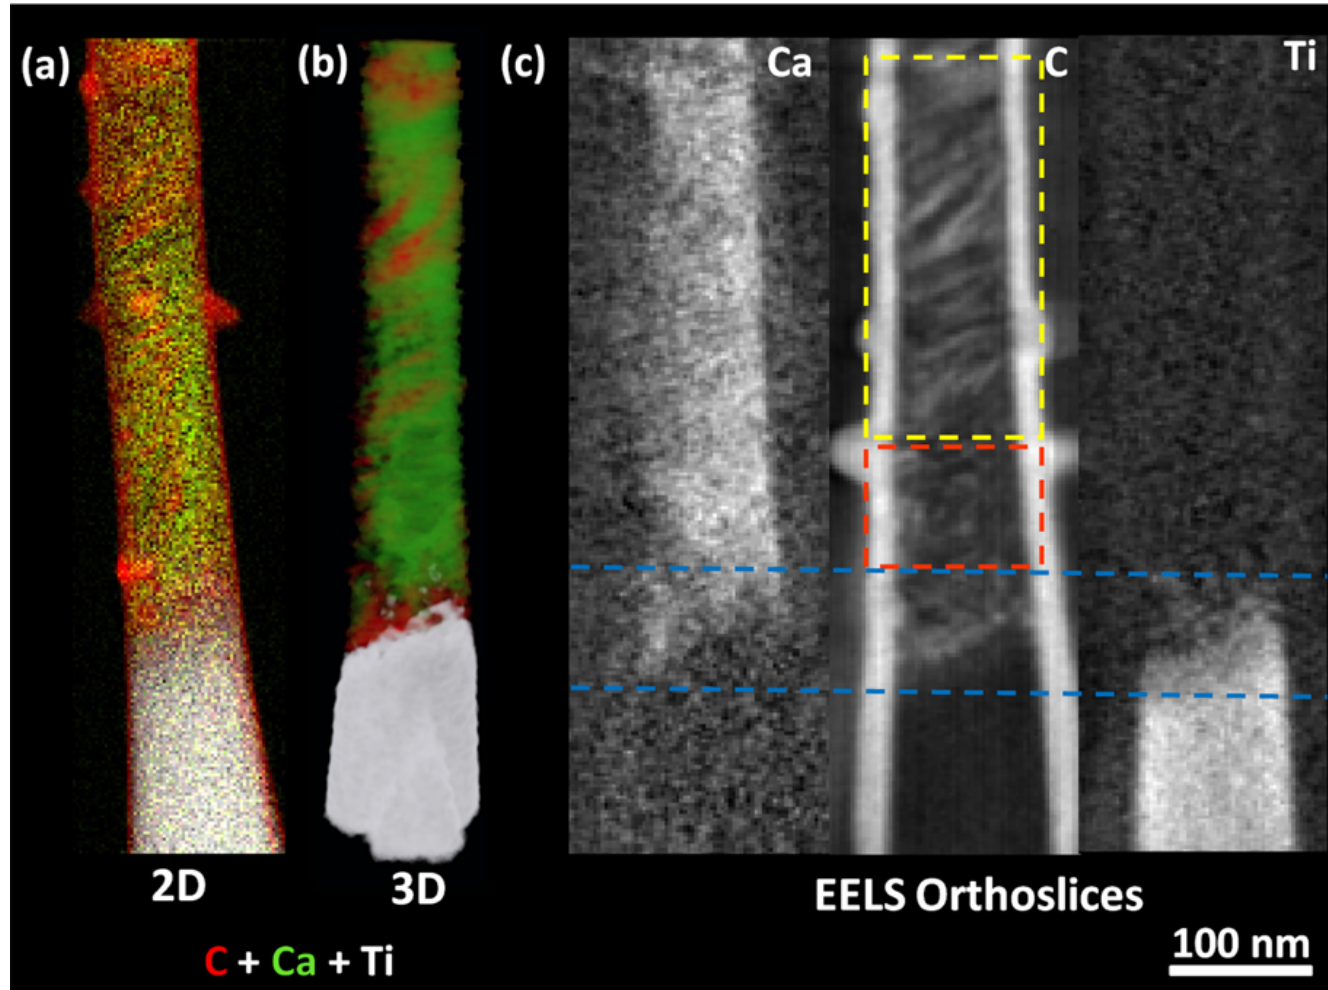 (a)
(b)
(c)
Ca
C
Ti
2D
3D
EELS Orthoslices
C + Ca + Ti
100 nm